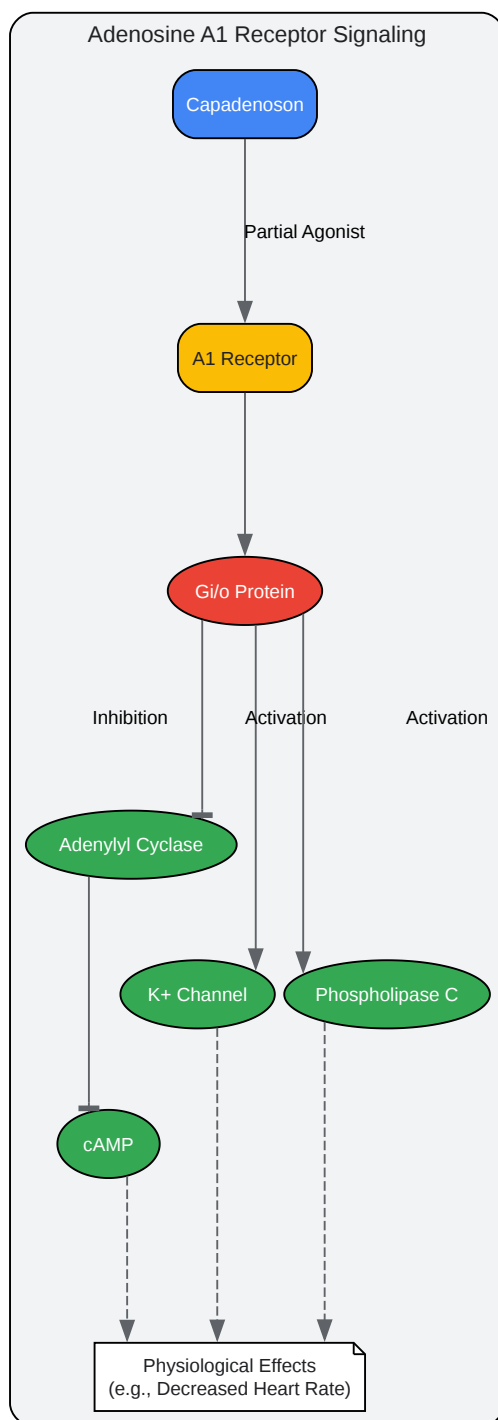 Adenosine A1 Receptor Signaling
Capadenoson
Partial Agonist
A1 Receptor
Gi/o Protein
Inhibition
Activation
Activation
Adenylyl Cyclase
K+ Channel
Phospholipase C
cAMP
Physiological Effects
(e.g., Decreased Heart Rate)